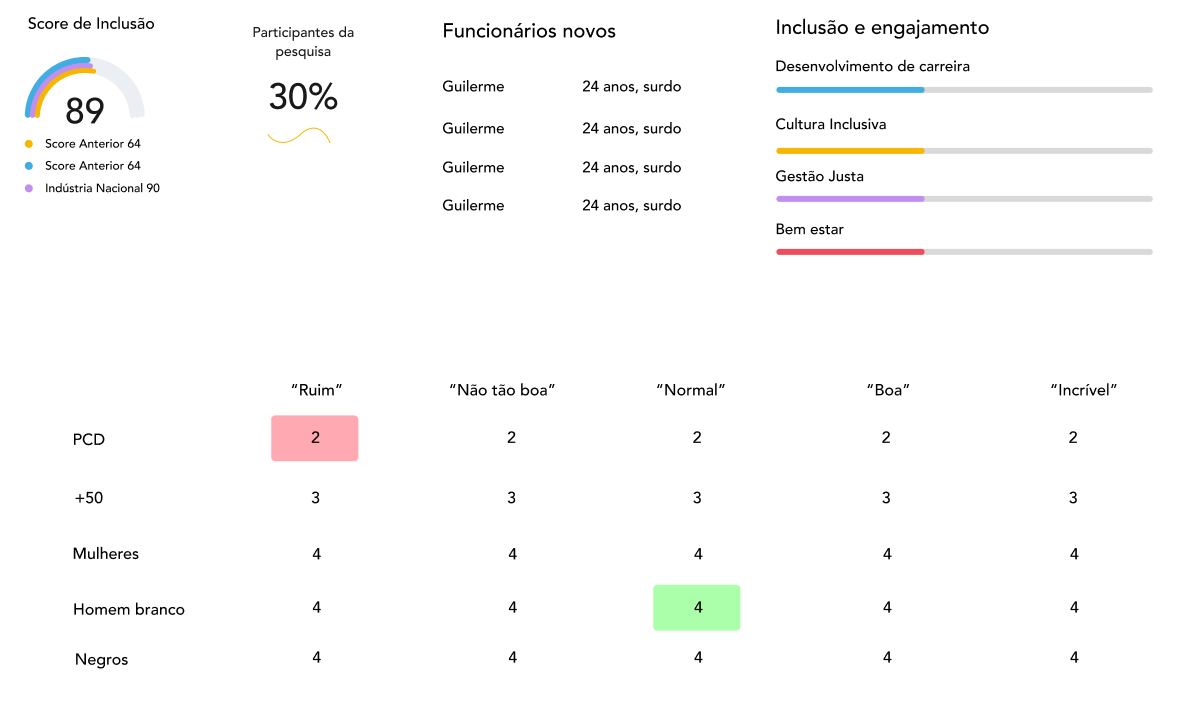 Score de Inclusão
89
Score Anterior 64
Score Anterior 64
Indústria Nacional 90
Participantes da
pesquisa
30%
Funcionários novos
Guilerme 24 anos, surdo
Guilerme 24 anos, surdo
Guilerme 24 anos, surdo
Guilerme 24 anos, surdo
Inclusão e engajamento
Desenvolvimento de carreira
Cultura Inclusiva
Gestão Justa
Bem estar
“Ruim” “Não tão boa” “Normal” “Boa” “Incrível”
PCD 2 2 2 2 2
+50 3 3 3 3 3
Mulheres 4 4 4 4 4
Homem branco 4 4 4 4 4
Negros 4 4 4 4 4